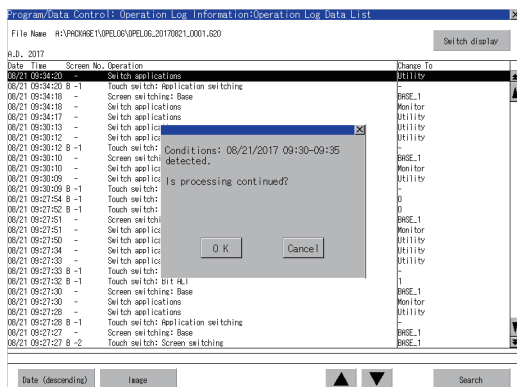 Program/Data Control: Operation Log Information:Operation Log Data List
File Name A:\PACKAGE1\OPELOG\OPELOG_20170821_0001.G2O
Switch display
A.D. 2017
Date Time Screen No. Operation Change To
08/21 09:34:20 - Switch applications Utility
08/21 09:34:20 B -1 Touch switch: Application switching -
08/21 09:34:18 - Screen switching: Base BASE_1
08/21 09:34:18 - Switch applications Monitor
08/21 09:34:17 - Switch applications Utility
08/21 09:30:13 - Switch applica Utility
08/21 09:30:12 - Switch applica Utility
08/21 09:30:12 B -1 Touch switch: -
08/21 09:30:10 - Screen switchi BASE_1
08/21 09:30:10 - Switch applica Monitor
08/21 09:30:09 - Switch applica Utility
08/21 09:30:09 B -1 Touch switch: -
08/21 09:27:54 B -1 Touch switch: 0
08/21 09:27:52 B -1 Touch switch: 0
08/21 09:27:51 - Screen switchi BASE_1
08/21 09:27:51 - Switch applica Monitor
08/21 09:27:50 - Switch applica Utility
08/21 09:27:34 - Switch applica Utility
08/21 09:27:33 - Switch applica Utility
08/21 09:27:33 B -1 Touch switch: -
08/21 09:27:32 B -1 Touch switch: Bit ALT 1
08/21 09:27:30 - Screen switching: Base BASE_1
08/21 09:27:30 - Switch applications Monitor
08/21 09:27:28 - Switch applications Utility
08/21 09:27:28 B -1 Touch switch: Application switching -
08/21 09:27:27 - Screen switching: Base BASE_1
08/21 09:27:27 B -2 Touch switch: Screen switching BASE_1
Conditions: 08/21/2017 09:30-09:35
detected.
Is processing continued?
OK Cancel
Date (descending) Image Search